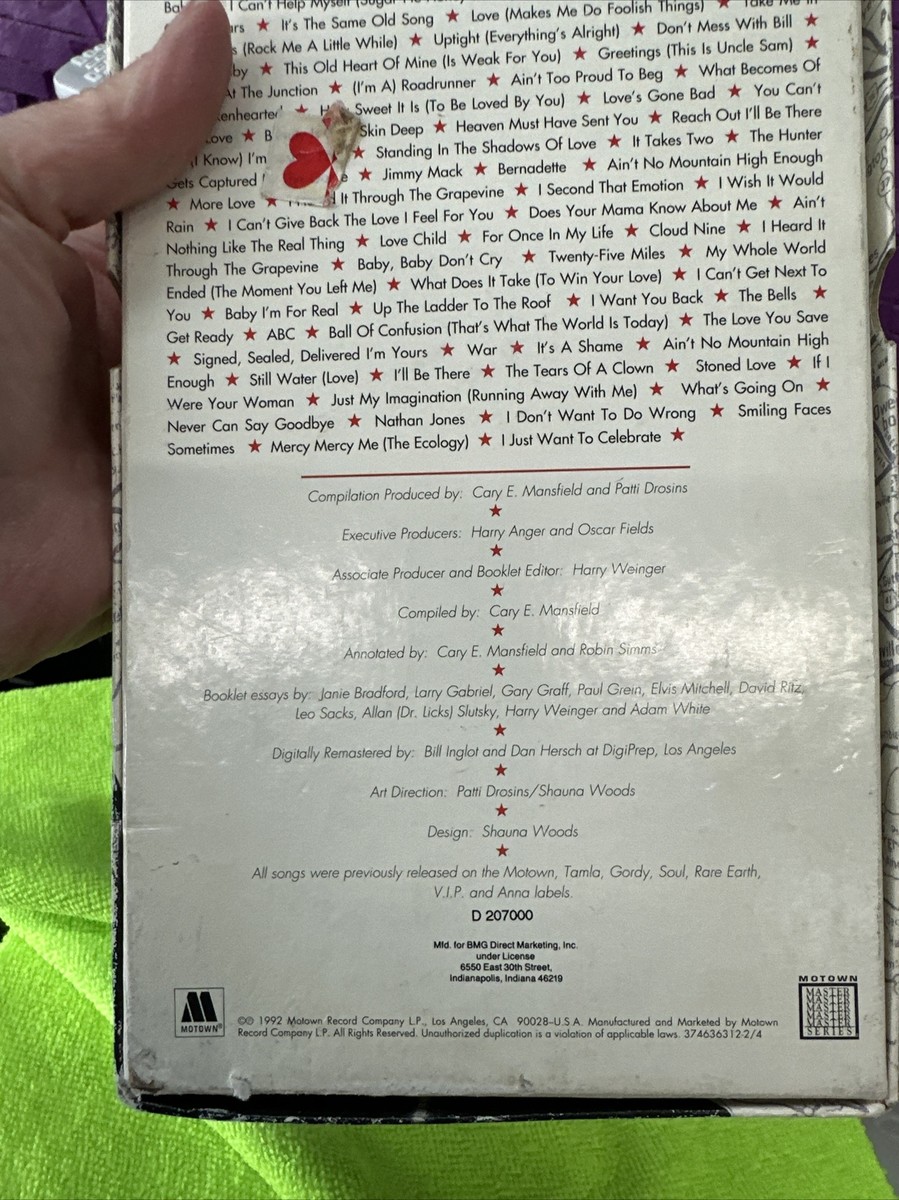 I Can't Help Myself
★ It's The Same Old Song ★ Love (Makes Me Do Foolish Things) ★ Take Me In
(Rock Me A Little While) ★ Uptight (Everything's Alright) ★ Don't Mess With Bill ★
★ This Old Heart Of Mine (Is Weak For You) ★ Greetings (This Is Uncle Sam) ★
At The Junction ★ (I'm A) Roadrunner ★ Ain't Too Proud To Beg ★ What Becomes Of
★ Sweet It Is (To Be Loved By You) ★ Love's Gone Bad ★ You Can't
★ Skin Deep ★ Heaven Must Have Sent You ★ Reach Out I'll Be There
I Know) I'm ★ Standing In The Shadows Of Love ★ It Takes Two ★ The Hunter
Gets Captured ★ Jimmy Mack ★ Bernadette ★ Ain't No Mountain High Enough
★ More Love ★ It Through The Grapevine ★ I Second That Emotion ★ I Wish It Would
Rain ★ I Can't Give Back The Love I Feel For You ★ Does Your Mama Know About Me ★ Ain't
Nothing Like The Real Thing ★ Love Child ★ For Once In My Life ★ Cloud Nine ★ I Heard It
Through The Grapevine ★ Baby, Baby Don't Cry ★ Twenty-Five Miles ★ My Whole World
Ended (The Moment You Left Me) ★ What Does It Take (To Win Your Love) ★ I Can't Get Next To
You ★ Baby I'm For Real ★ Up The Ladder To The Roof ★ I Want You Back ★ The Bells ★
Get Ready ★ ABC ★ Ball Of Confusion (That's What The World Is Today) ★ The Love You Save
★ Signed, Sealed, Delivered I'm Yours ★ War ★ It's A Shame ★ Ain't No Mountain High
Enough ★ Still Water (Love) ★ I'll Be There ★ The Tears Of A Clown ★ Stoned Love ★ If I
Were Your Woman ★ Just My Imagination (Running Away With Me) ★ What's Going On ★
Never Can Say Goodbye ★ Nathan Jones ★ I Don't Want To Do Wrong ★ Smiling Faces
Sometimes ★ Mercy Mercy Me (The Ecology) ★ I Just Want To Celebrate ★
Compilation Produced by: Cary E. Mansfield and Patti Drosins
★
Executive Producers: Harry Anger and Oscar Fields
★
Associate Producer and Booklet Editor: Harry Weinger
★
Compiled by: Cary E. Mansfield
★
Annotated by: Cary E. Mansfield and Robin Simms
★
Booklet essays by: Janie Bradford, Larry Gabriel, Gary Graff, Paul Grein, Elvis Mitchell, David Ritz,
Leo Sacks, Allan (Dr. Licks) Slutsky, Harry Weinger and Adam White
★
Digitally Remastered by: Bill Inglot and Dan Hersch at DigiPrep, Los Angeles
★
Art Direction: Patti Drosins/Shauna Woods
★
Design: Shauna Woods
★
All songs were previously released on the Motown, Tamla, Gordy, Soul, Rare Earth,
V.I.P. and Anna labels.
D 207000
Mfd. for BMG Direct Marketing, Inc.
under License
6550 East 30th Street,
Indianapolis, Indiana 46219
MOTOWN®
©℗ 1992 Motown Record Company L.P., Los Angeles, CA 90028–U.S.A. Manufactured and Marketed by Motown
Record Company L.P. All Rights Reserved. Unauthorized duplication is a violation of applicable laws. 374636312-2/4
MOTOWN
MASTER
MASTER
MASTER
MASTER
MASTER
SERIES